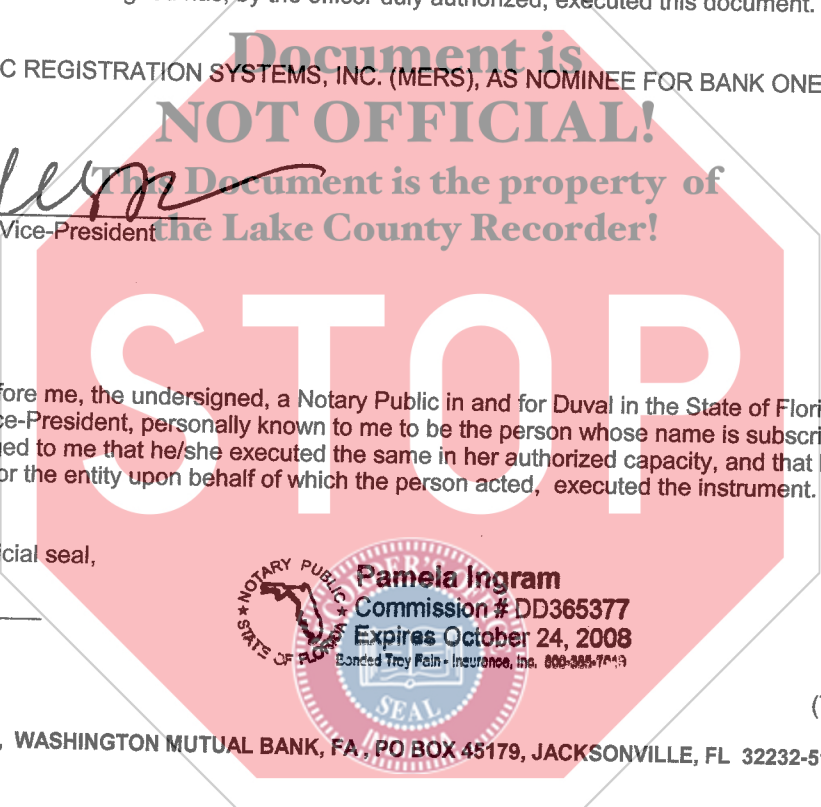 , by the officer duly authorized, executed this document.
Document is
C REGISTRATION SYSTEMS, INC. (MERS), AS NOMINEE FOR BANK ONE
NOT OFFICIAL!
This Document is the property of
Vice-President
the Lake County Recorder!
STOP
fore me, the undersigned, a Notary Public in and for Duval in the State of Flori
ce-President, personally known to me to be the person whose name is subscri
ged to me that he/she executed the same in her authorized capacity, and that
or the entity upon behalf of which the person acted, executed the instrument.
icial seal,
NOTARY PUBLIC
STATE OF FLORIDA
Pamela Ingram
Commission # DD365377
Expires October 24, 2008
Bonded Troy Fain - Insurance, Inc.
RECORDER'S OFFICE
SEAL
INDIANA
, WASHINGTON MUTUAL BANK, FA , PO BOX 45179, JACKSONVILLE, FL 32232-5